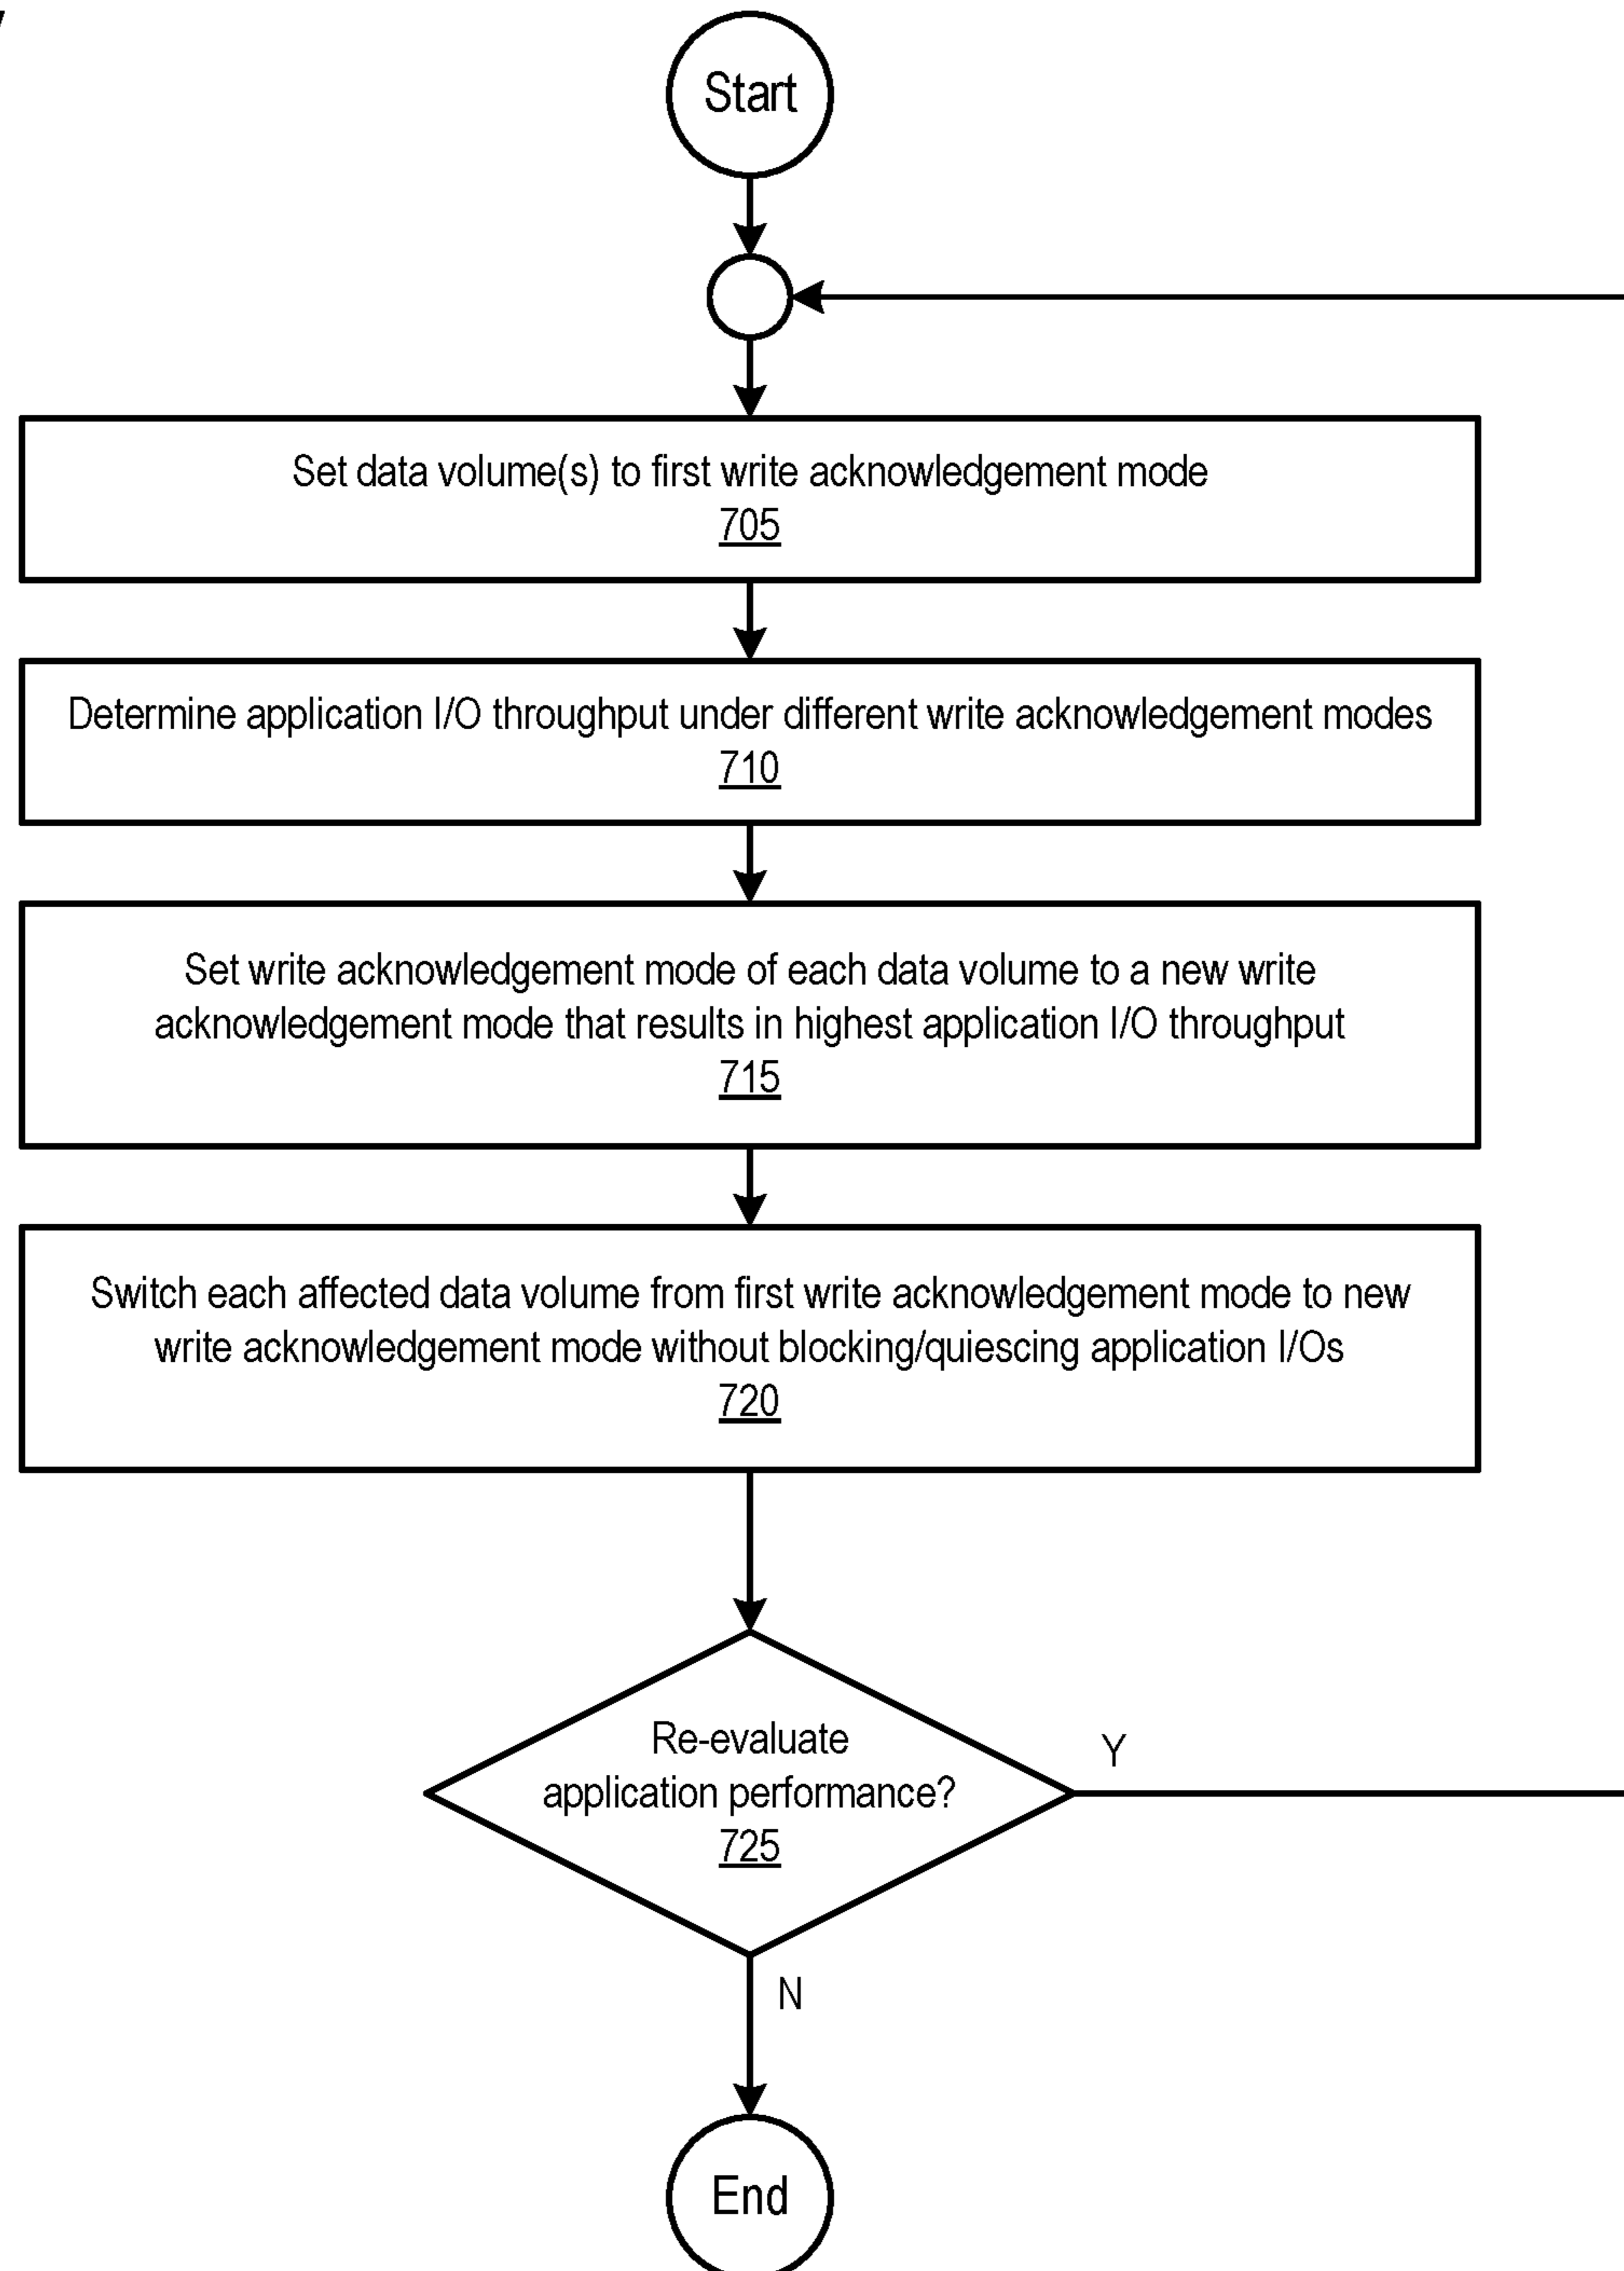 Start
Set data volume(s) to first write acknowledgement mode
705
Determine application I/O throughput under different write acknowledgement modes
710
Set write acknowledgement mode of each data volume to a new write
acknowledgement mode that results in highest application I/O throughput
715
Switch each affected data volume from first write acknowledgement mode to new
write acknowledgement mode without blocking/quiescing application I/Os
720
Re-evaluate
application performance?
725
Y
N
End